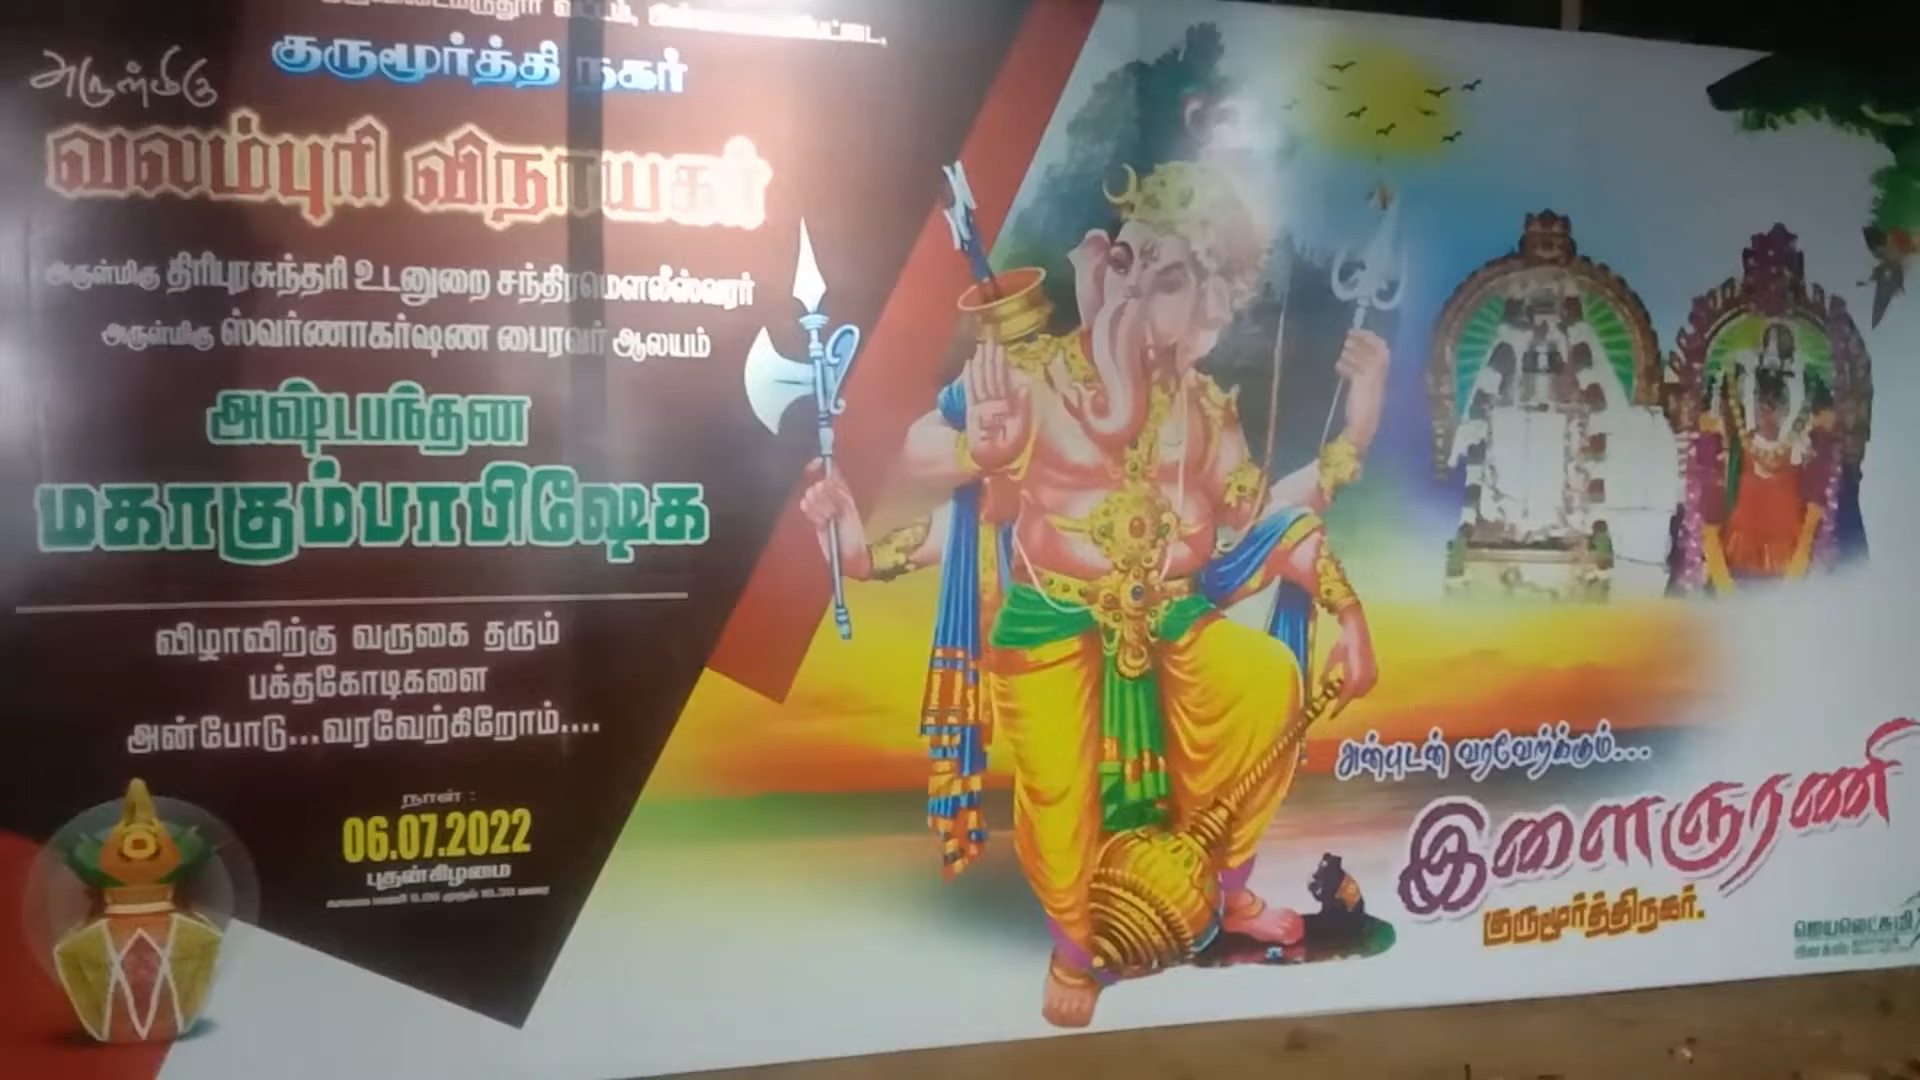 குருமூர்த்தி நகர்
அருள்மிகு
வலம்புரி விநாயகர்
அருள்மிகு திரிபுரசுந்தரி உடனுறை சந்திரமௌலீஸ்வரர்
அருள்மிகு ஸ்வர்ணாகர்ஷண பைரவர் ஆலயம்
அஷ்டபந்தன
மகாகும்பாபிஷேக
விழாவிற்கு வருகை தரும்
பக்தகோடிகளை
அன்போடு...வரவேற்கிறோம்....
நாள் :
06.07.2022
புதன்கிழமை
அன்புடன் வரவேற்க்கும்...
இளைஞரணி
குருமூர்த்திநகர்.